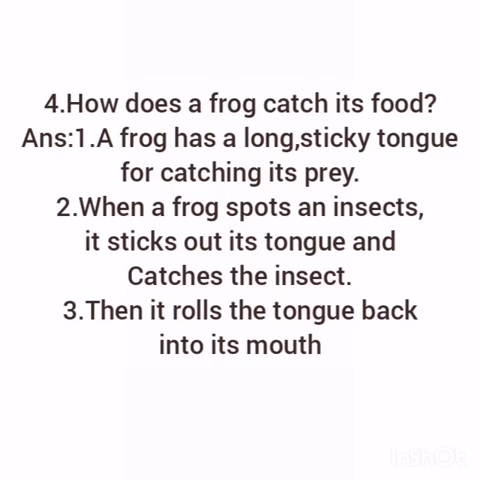 4.How does a frog catch its food?
Ans:1.A frog has a long,sticky tongue
for catching its prey.
2.When a frog spots an insects,
it sticks out its tongue and
Catches the insect.
3.Then it rolls the tongue back
into its mouth
InShOt